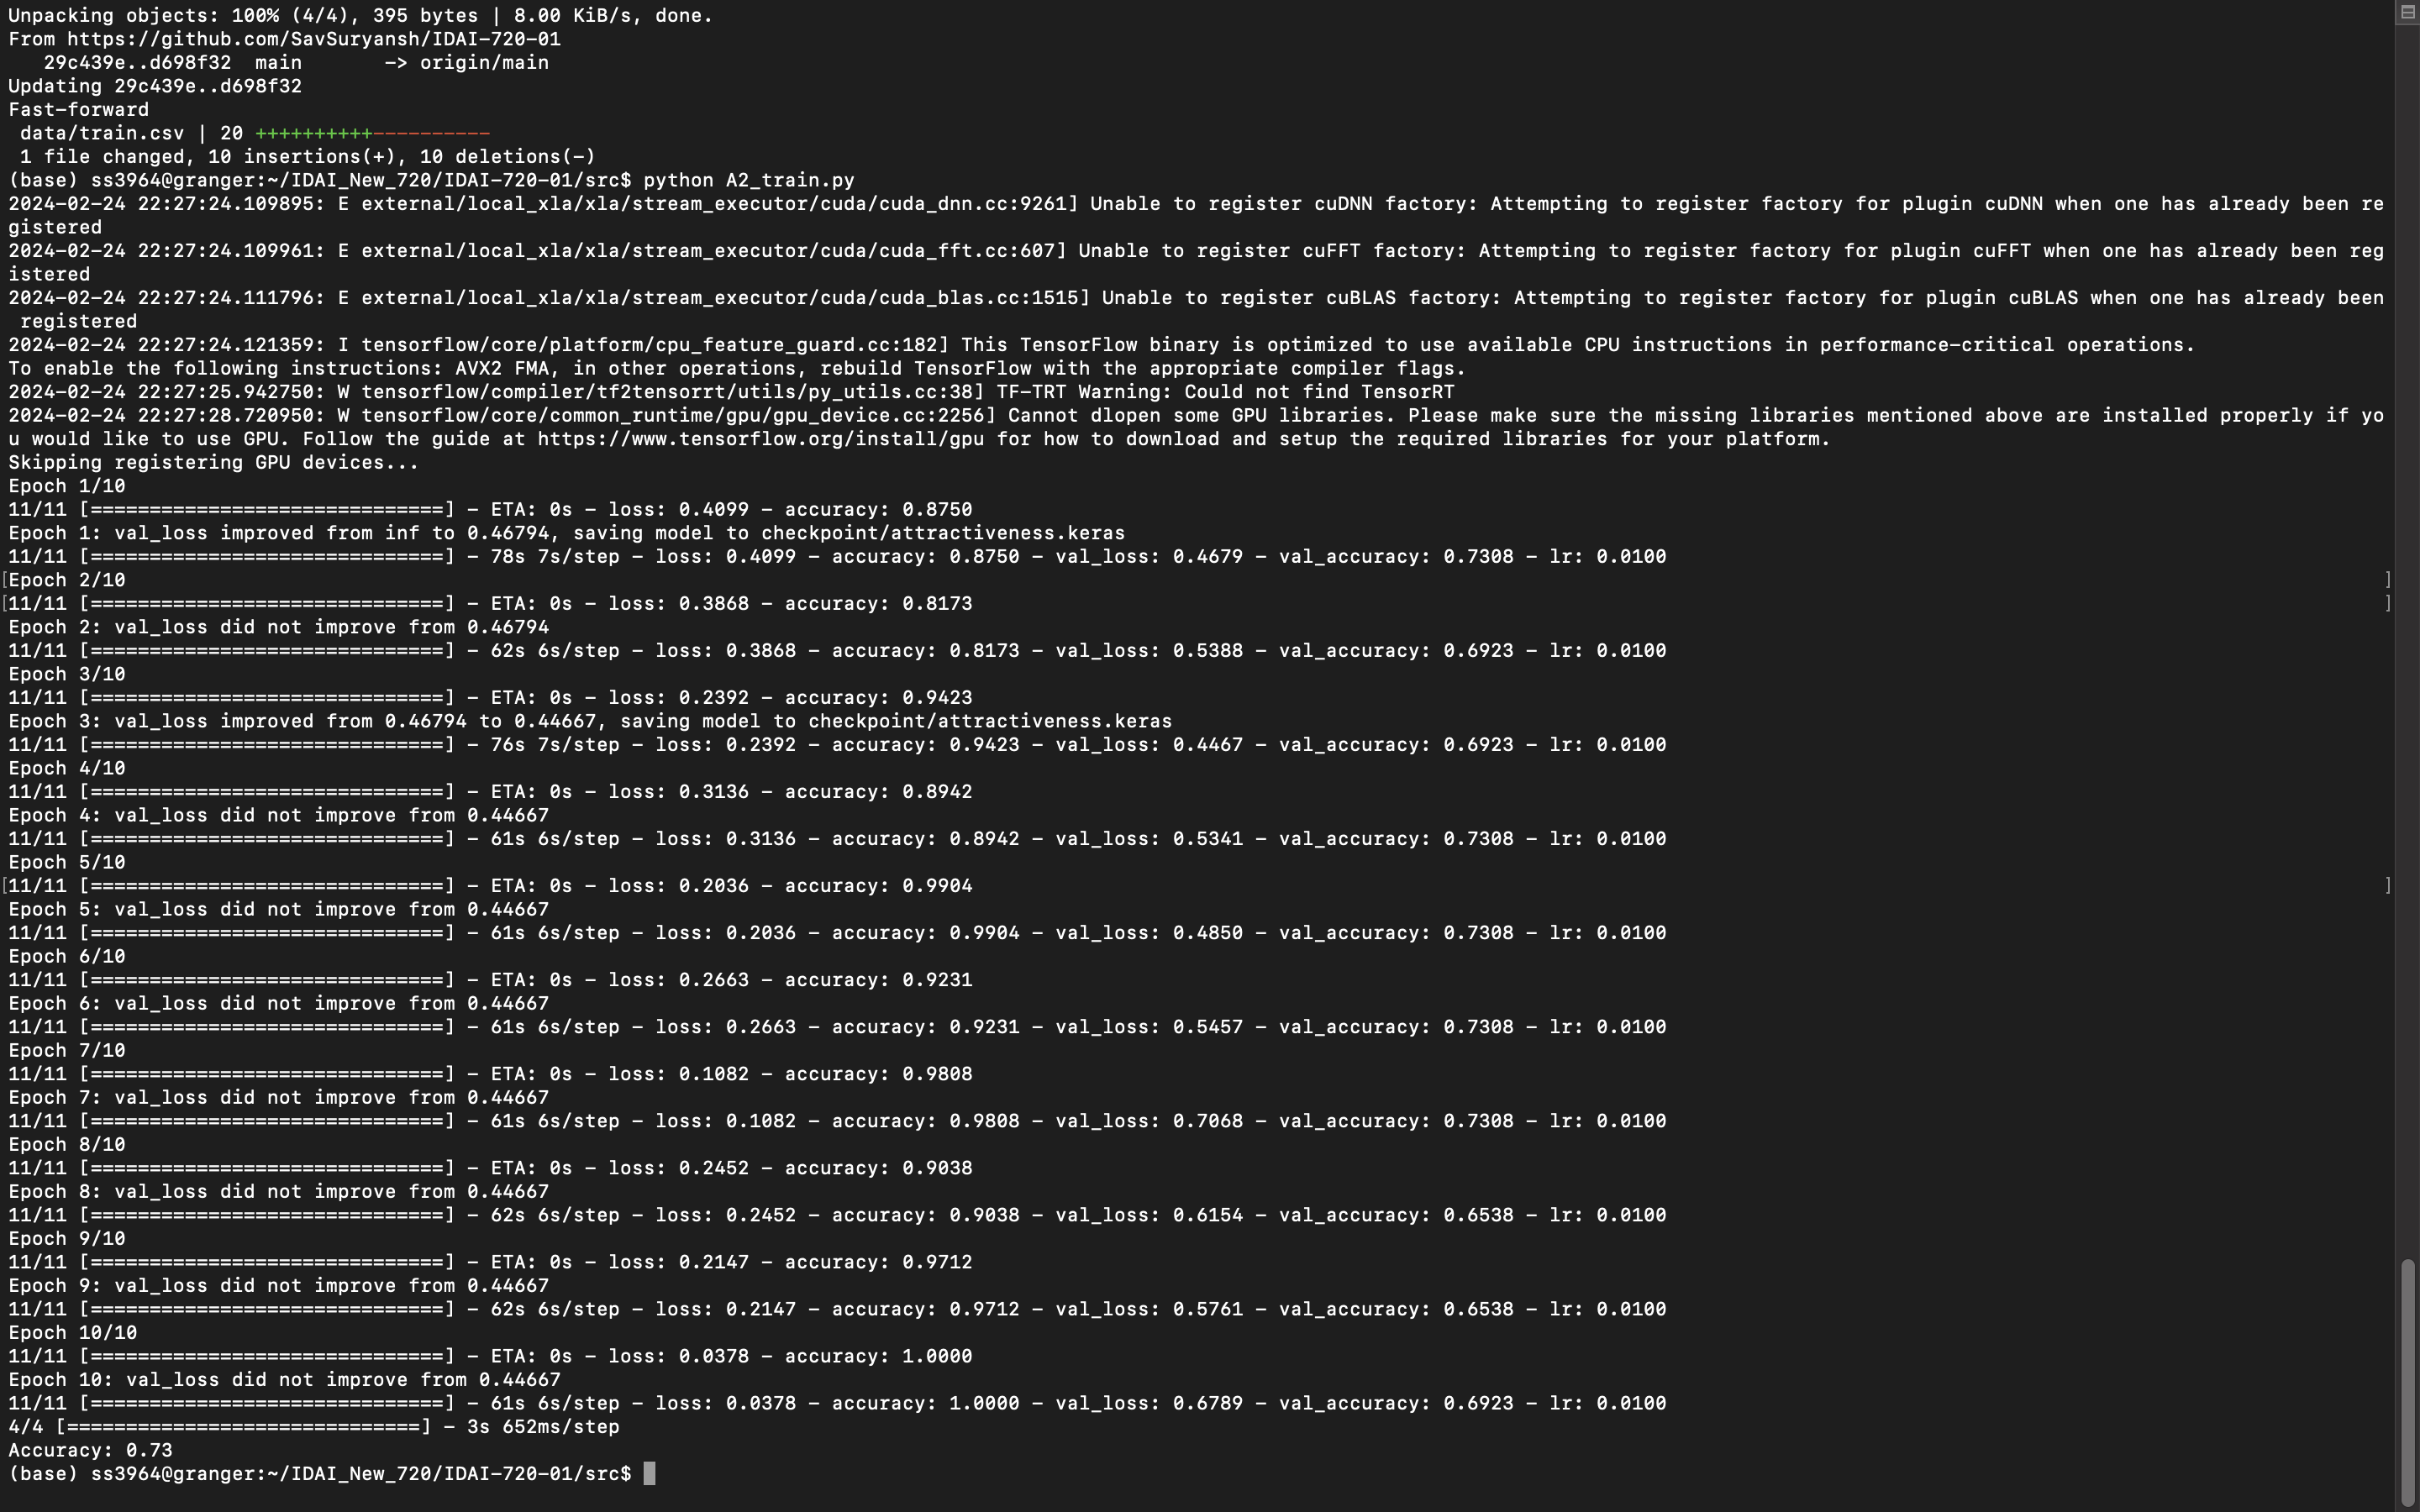 Unpacking objects: 100% (4/4), 395 bytes | 8.00 KiB/s, done.
From https://github.com/SavSuryansh/IDAI-720-01
   29c439e..d698f32  main       -> origin/main
Updating 29c439e..d698f32
Fast-forward
 data/train.csv | 20 ++++++++++----------
 1 file changed, 10 insertions(+), 10 deletions(-)
(base) ss3964@granger:~/IDAI_New_720/IDAI-720-01/src$ python A2_train.py
2024-02-24 22:27:24.109895: E external/local_xla/xla/stream_executor/cuda/cuda_dnn.cc:9261] Unable to register cuDNN factory: Attempting to register factory for plugin cuDNN when one has already been re
gistered
2024-02-24 22:27:24.109961: E external/local_xla/xla/stream_executor/cuda/cuda_fft.cc:607] Unable to register cuFFT factory: Attempting to register factory for plugin cuFFT when one has already been reg
istered
2024-02-24 22:27:24.111796: E external/local_xla/xla/stream_executor/cuda/cuda_blas.cc:1515] Unable to register cuBLAS factory: Attempting to register factory for plugin cuBLAS when one has already been
 registered
2024-02-24 22:27:24.121359: I tensorflow/core/platform/cpu_feature_guard.cc:182] This TensorFlow binary is optimized to use available CPU instructions in performance-critical operations.
To enable the following instructions: AVX2 FMA, in other operations, rebuild TensorFlow with the appropriate compiler flags.
2024-02-24 22:27:25.942750: W tensorflow/compiler/tf2tensorrt/utils/py_utils.cc:38] TF-TRT Warning: Could not find TensorRT
2024-02-24 22:27:28.720950: W tensorflow/core/common_runtime/gpu/gpu_device.cc:2256] Cannot dlopen some GPU libraries. Please make sure the missing libraries mentioned above are installed properly if yo
u would like to use GPU. Follow the guide at https://www.tensorflow.org/install/gpu for how to download and setup the required libraries for your platform.
Skipping registering GPU devices...
Epoch 1/10
11/11 [==============================] - ETA: 0s - loss: 0.4099 - accuracy: 0.8750
Epoch 1: val_loss improved from inf to 0.46794, saving model to checkpoint/attractiveness.keras
11/11 [==============================] - 78s 7s/step - loss: 0.4099 - accuracy: 0.8750 - val_loss: 0.4679 - val_accuracy: 0.7308 - lr: 0.0100
[Epoch 2/10 ]
[11/11 [==============================] - ETA: 0s - loss: 0.3868 - accuracy: 0.8173 ]
Epoch 2: val_loss did not improve from 0.46794
11/11 [==============================] - 62s 6s/step - loss: 0.3868 - accuracy: 0.8173 - val_loss: 0.5388 - val_accuracy: 0.6923 - lr: 0.0100
Epoch 3/10
11/11 [==============================] - ETA: 0s - loss: 0.2392 - accuracy: 0.9423
Epoch 3: val_loss improved from 0.46794 to 0.44667, saving model to checkpoint/attractiveness.keras
11/11 [==============================] - 76s 7s/step - loss: 0.2392 - accuracy: 0.9423 - val_loss: 0.4467 - val_accuracy: 0.6923 - lr: 0.0100
Epoch 4/10
11/11 [==============================] - ETA: 0s - loss: 0.3136 - accuracy: 0.8942
Epoch 4: val_loss did not improve from 0.44667
11/11 [==============================] - 61s 6s/step - loss: 0.3136 - accuracy: 0.8942 - val_loss: 0.5341 - val_accuracy: 0.7308 - lr: 0.0100
Epoch 5/10
[11/11 [==============================] - ETA: 0s - loss: 0.2036 - accuracy: 0.9904 ]
Epoch 5: val_loss did not improve from 0.44667
11/11 [==============================] - 61s 6s/step - loss: 0.2036 - accuracy: 0.9904 - val_loss: 0.4850 - val_accuracy: 0.7308 - lr: 0.0100
Epoch 6/10
11/11 [==============================] - ETA: 0s - loss: 0.2663 - accuracy: 0.9231
Epoch 6: val_loss did not improve from 0.44667
11/11 [==============================] - 61s 6s/step - loss: 0.2663 - accuracy: 0.9231 - val_loss: 0.5457 - val_accuracy: 0.7308 - lr: 0.0100
Epoch 7/10
11/11 [==============================] - ETA: 0s - loss: 0.1082 - accuracy: 0.9808
Epoch 7: val_loss did not improve from 0.44667
11/11 [==============================] - 61s 6s/step - loss: 0.1082 - accuracy: 0.9808 - val_loss: 0.7068 - val_accuracy: 0.7308 - lr: 0.0100
Epoch 8/10
11/11 [==============================] - ETA: 0s - loss: 0.2452 - accuracy: 0.9038
Epoch 8: val_loss did not improve from 0.44667
11/11 [==============================] - 62s 6s/step - loss: 0.2452 - accuracy: 0.9038 - val_loss: 0.6154 - val_accuracy: 0.6538 - lr: 0.0100
Epoch 9/10
11/11 [==============================] - ETA: 0s - loss: 0.2147 - accuracy: 0.9712
Epoch 9: val_loss did not improve from 0.44667
11/11 [==============================] - 62s 6s/step - loss: 0.2147 - accuracy: 0.9712 - val_loss: 0.5761 - val_accuracy: 0.6538 - lr: 0.0100
Epoch 10/10
11/11 [==============================] - ETA: 0s - loss: 0.0378 - accuracy: 1.0000
Epoch 10: val_loss did not improve from 0.44667
11/11 [==============================] - 61s 6s/step - loss: 0.0378 - accuracy: 1.0000 - val_loss: 0.6789 - val_accuracy: 0.6923 - lr: 0.0100
4/4 [==============================] - 3s 652ms/step
Accuracy: 0.73
(base) ss3964@granger:~/IDAI_New_720/IDAI-720-01/src$